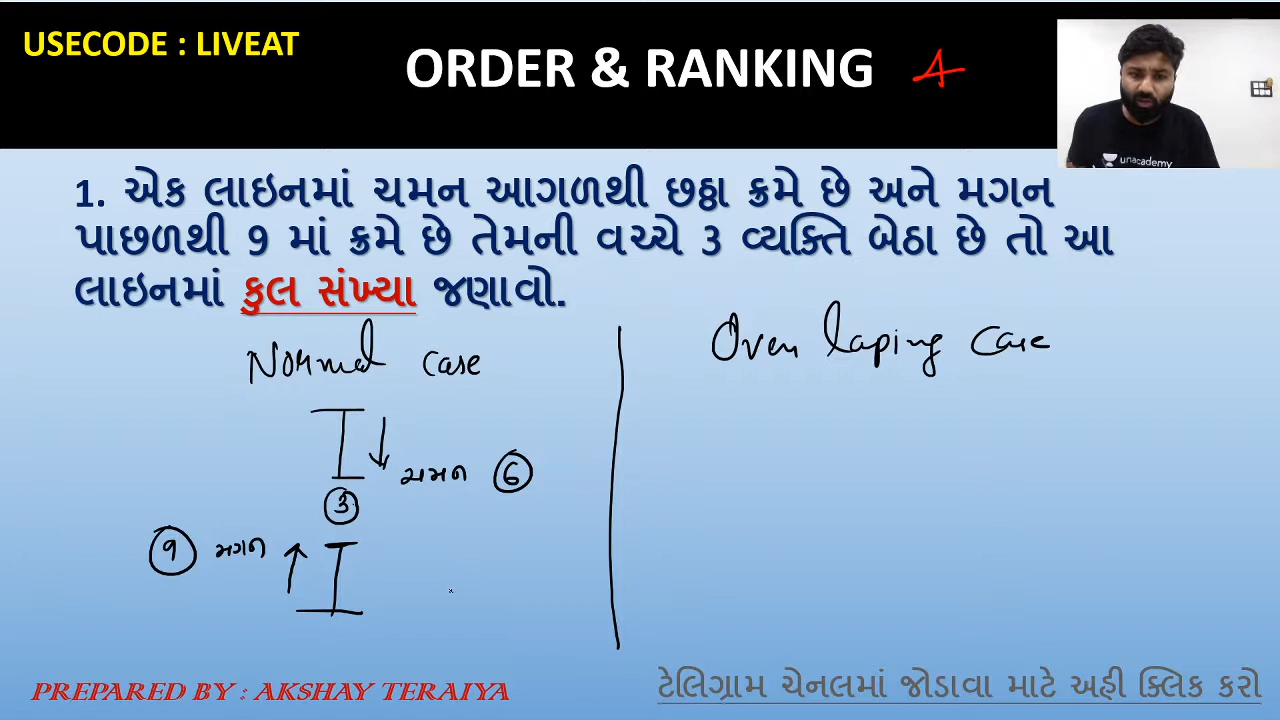 USECODE : LIVEAT
ORDER & RANKING
unacademy
1. એક લાઇનમાં ચમન આગળથી છઠ્ઠા ક્રમે છે અને મગન
પાછળથી 9 માં ક્રમે છે તેમની વચ્ચે 3 વ્યક્તિ બેઠા છે તો આ
લાઇનમાં કુલ સંખ્યા જણાવો.
Normal case
Over laping case
ચમન 6
3
9 મગન
PREPARED BY : AKSHAY TERAIYA
ટેલિગ્રામ ચેનલમાં જોડાવા માટે અહી ક્લિક કરો